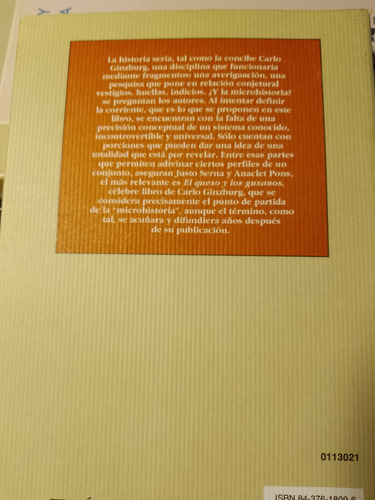 La historia sería, tal como la concibe Carlo
Ginzburg, una disciplina que funcionaría
mediante fragmentos; una averiguación, una
pesquisa que pone en relación conjetural
vestigios, huellas, indicios. ¿Y la microhistoria?
se preguntan los autores. Al intentar definir
la corriente, que es lo que se proponen en este
libro, se encuentran con la falta de una
precisión conceptual de un sistema conocido,
incontrovertible y universal. Sólo cuentan con
porciones que pueden dar una idea de una
totalidad que está por revelar. Entre esas partes
que permiten adivinar ciertos perfiles de un
conjunto, aseguran Justo Serna y Anaclet Pons,
el más relevante es El queso y los gusanos,
célebre libro de Carlo Ginzburg, que se
considera precisamente el punto de partida
de la "microhistoria", aunque el término, como
tal, se acuñara y difundiera años después
de su publicación.
0113021
ISBN 84-376-1809-6